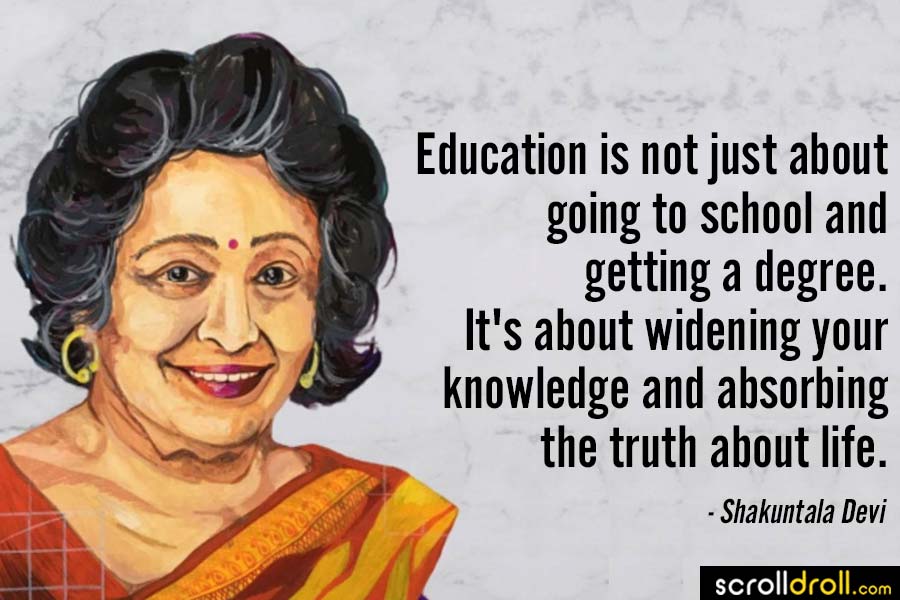 Education is not just about
going to school and
getting a degree.
It's about widening your
knowledge and absorbing
the truth about life.
- Shakuntala Devi
scrolldroll.com